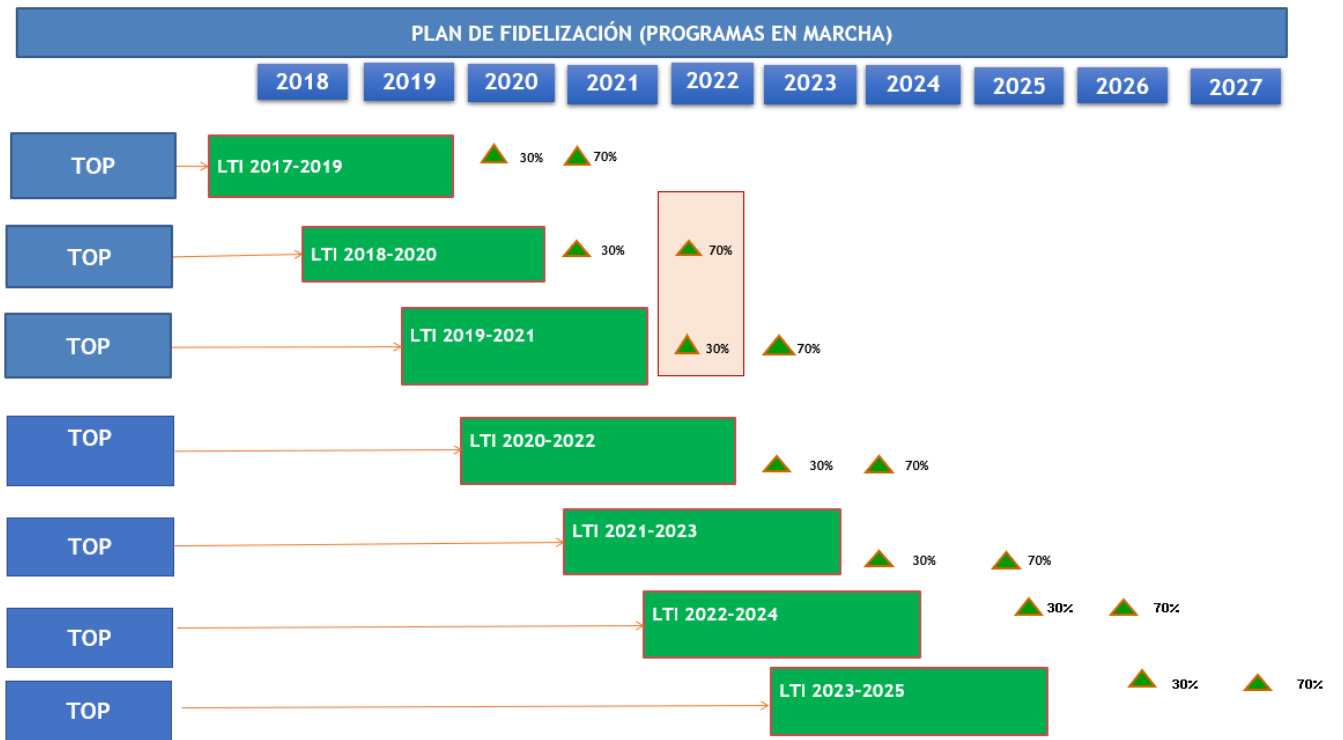 PLAN DE FIDELIZACIÓN (PROGRAMAS EN MARCHA)
2018 2019 2020 2021 2022 2023 2024 2025 2026 2027
TOP LTI 2017-2019 30% 70%
TOP LTI 2018-2020 30% 70%
TOP LTI 2019-2021 30% 70%
TOP LTI 2020-2022 30% 70%
TOP LTI 2021-2023 30% 70%
TOP LTI 2022-2024 30% 70%
TOP LTI 2023-2025 30% 70%